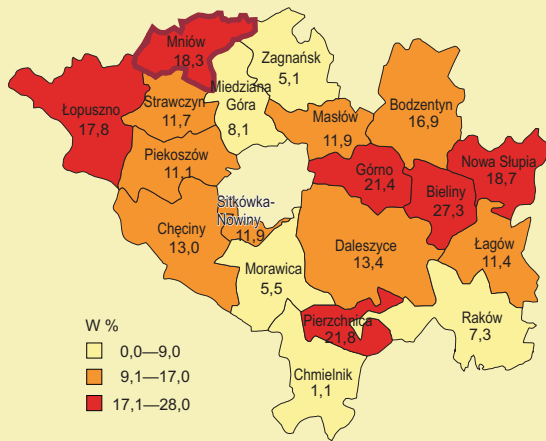 Mniów
18,3
Zagnańsk
5,1
Łopuszno
17,8
Strawczyn
11,7
Miedziana
Góra
8,1
Masłów
11,9
Bodzentyn
16,9
Piekoszów
11,1
Górno
21,4
Bieliny
27,3
Nowa Słupia
18,7
Sitkówka-
Nowiny
11,9
Chęciny
13,0
Daleszyce
13,4
Łagów
11,4
Morawica
5,5
Pierzchnica
21,8
Raków
7,3
Chmielnik
1,1
W %
0,0—9,0
9,1—17,0
17,1—28,0